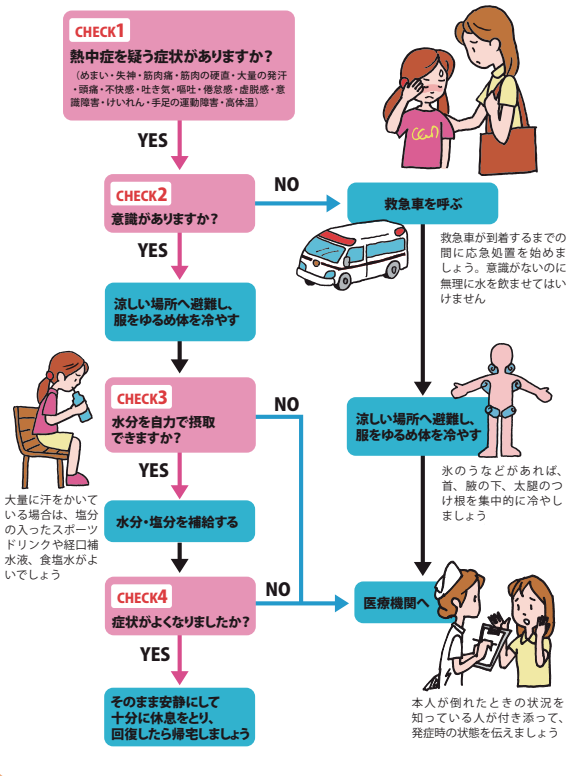 CHECK1
熱中症を疑う症状がありますか？
（めまい・失神・筋肉痛・筋肉の硬直・大量の発汗
・頭痛・不快感・吐き気・嘔吐・倦怠感・虚脱感・意
識障害・けいれん・手足の運動障害・高体温）
YES
CHECK2
意識がありますか？
NO
救急車を呼ぶ
救急車が到着するまでの
間に応急処置を始めま
しょう。意識がないのに
無理に水を飲ませてはい
けません
YES
涼しい場所へ避難し、
服をゆるめ体を冷やす
CHECK3
水分を自力で摂取
できますか？
NO
涼しい場所へ避難し、
服をゆるめ体を冷やす
氷のうなどがあれば、
首、腋の下、太腿のつ
け根を集中的に冷やし
ましょう
YES
大量に汗をかいて
いる場合は、塩分
の入ったスポーツ
ドリンクや経口補
水液、食塩水がよ
いでしょう
水分・塩分を補給する
CHECK4
症状がよくなりましたか？
NO
医療機関へ
本人が倒れたときの状況を
知っている人が付き添って、
発症時の状態を伝えましょう
YES
そのまま安静にして
十分に休息をとり、
回復したら帰宅しましょう